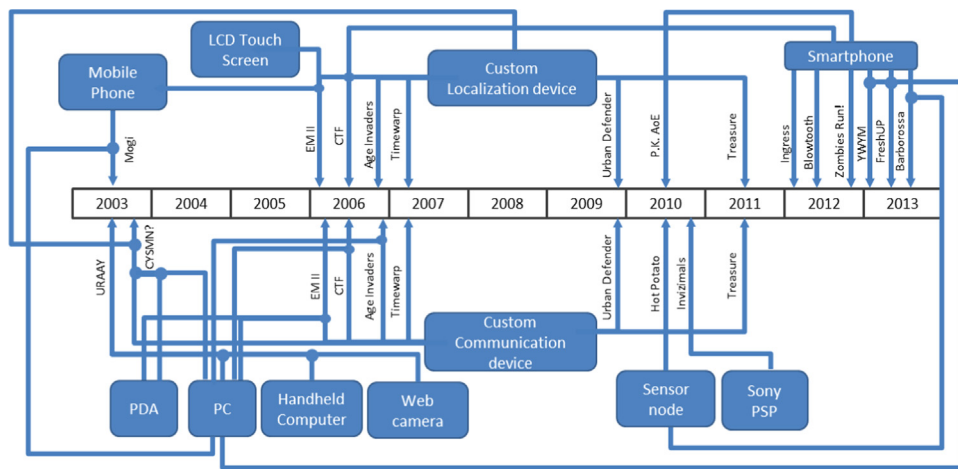 LCD Touch
Screen
Mobile
Phone
Custom
Localization device
Smartphone
Mogi
EM II
CTF
Age Invaders
Timewarp
Urban Defender
P.K. AoE
Treasure
Ingress
Blowtooth
Zombies Run!
YWYM
FreshUP
Barborossa
2003
2004
2005
2006
2007
2008
2009
2010
2011
2012
2013
URAAY
CYSMN?
EM II
CTF
Age Invaders
Timewarp
Urban Defender
Hot Potato
Invizimals
Treasure
Custom
Communication
device
PDA
PC
Handheld
Computer
Web
camera
Sensor
node
Sony
PSP